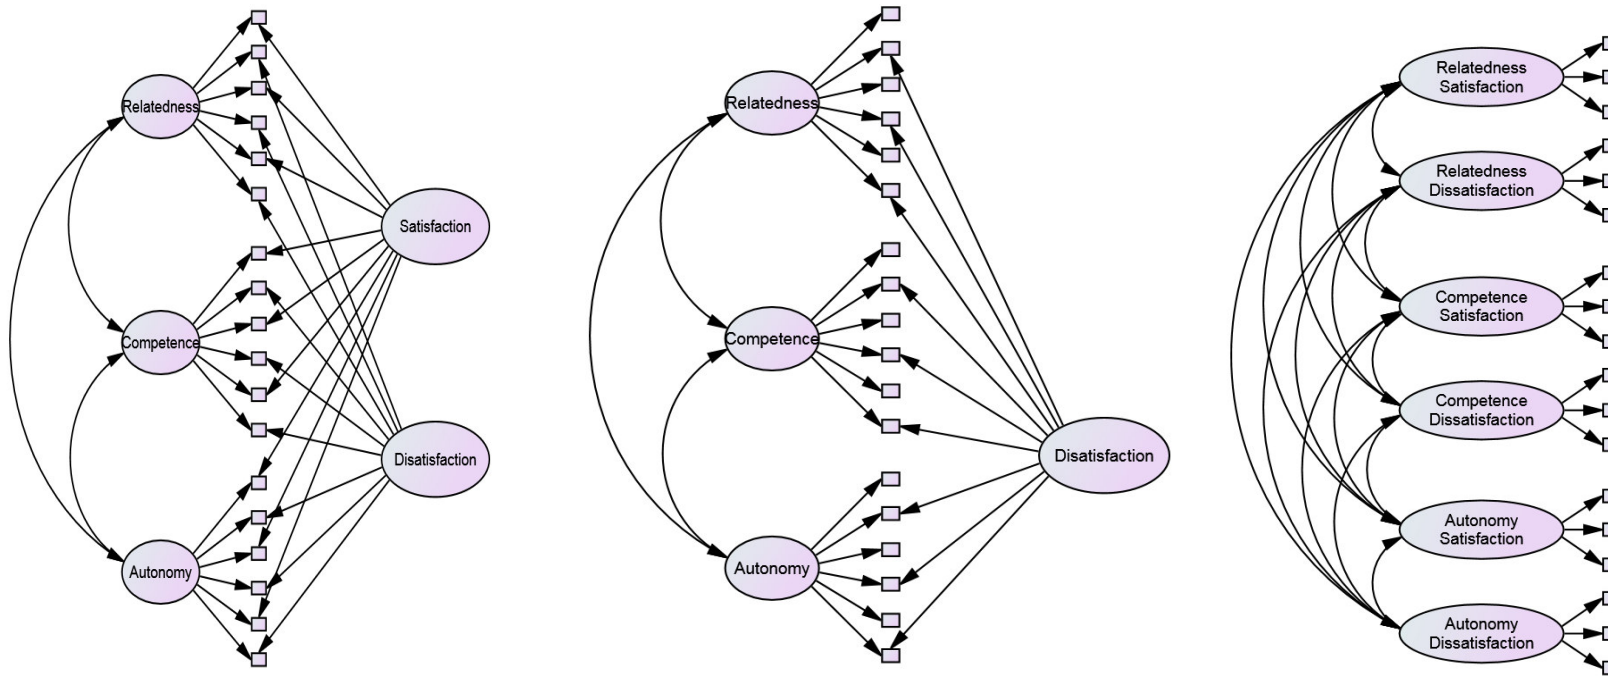 Relatedness
Satisfaction
Competence
Disatisfaction
Autonomy
Relatedness
Competence
Disatisfaction
Autonomy
Relatedness
Satisfaction
Relatedness
Dissatisfaction
Competence
Satisfaction
Competence
Dissatisfaction
Autonomy
Satisfaction
Autonomy
Dissatisfaction